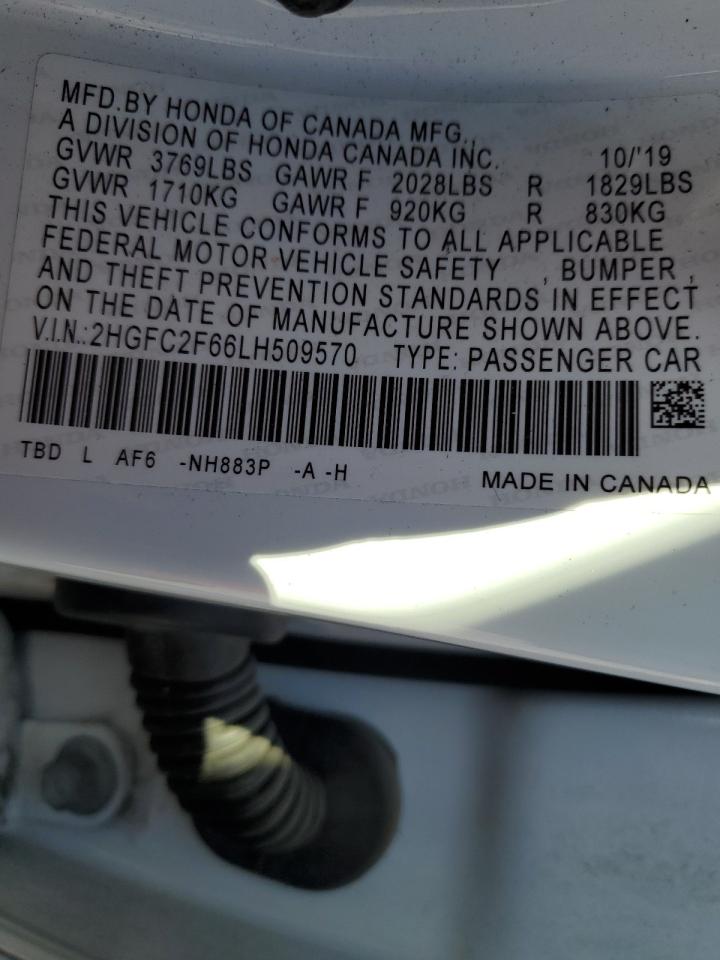 MFD.BY HONDA OF CANADA MFG.,
A DIVISION OF HONDA CANADA INC. 10/'19
GVWR 3769LBS GAWR F 2028LBS R 1829LBS
GVWR 1710KG GAWR F 920KG R 830KG
THIS VEHICLE CONFORMS TO ALL APPLICABLE
FEDERAL MOTOR VEHICLE SAFETY , BUMPER ,
AND THEFT PREVENTION STANDARDS IN EFFECT
ON THE DATE OF MANUFACTURE SHOWN ABOVE.
V.I.N.:2HGFC2F66LH509570 TYPE: PASSENGER CAR
TBD L AF6 -NH883P -A -H
MADE IN CANADA